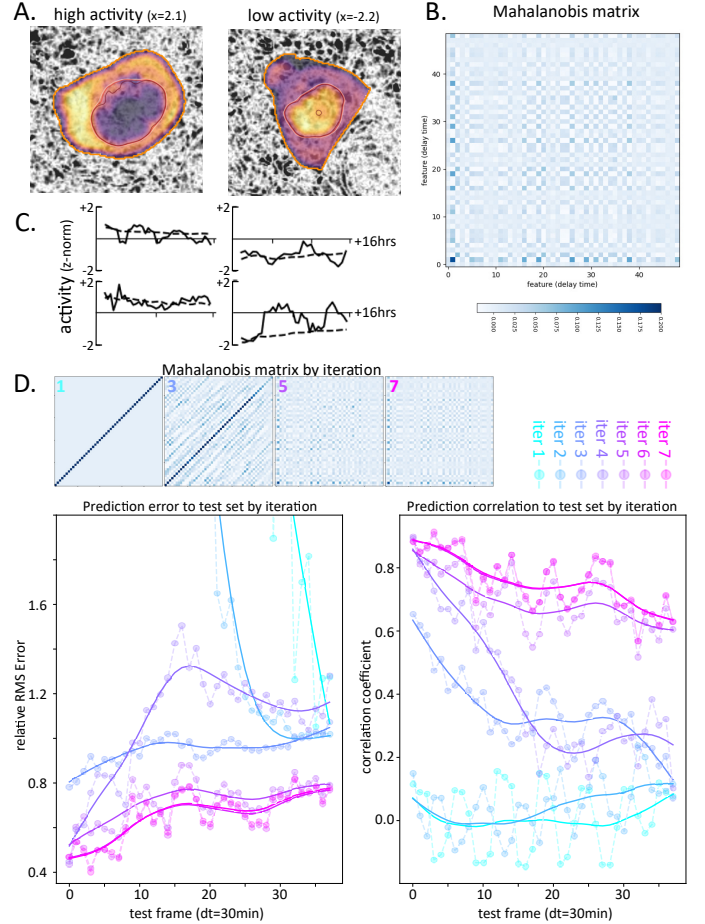 A.
high activity (x=2.1)
low activity (x=-2.2)
B.
Mahalanobis matrix
feature (delay time)
40
30
20
10
0
0
10
20
30
40
feature (delay time)
0.000
0.025
0.050
0.075
0.100
0.125
0.150
0.175
0.200
C.
activity (z-norm)
+2
-2
+2
-2
+16hrs
+2
-2
+2
-2
+16hrs
D.
Mahalanobis matrix by iteration
1
3
5
7
iter 1
iter 2
iter 3
iter 4
iter 5
iter 6
iter 7
Prediction error to test set by iteration
relative RMS Error
1.6
1.2
0.8
0.4
0
10
20
30
test frame (dt=30min)
Prediction correlation to test set by iteration
correlation coefficient
0.8
0.6
0.4
0.2
0.0
0
10
20
30
test frame (dt=30min)